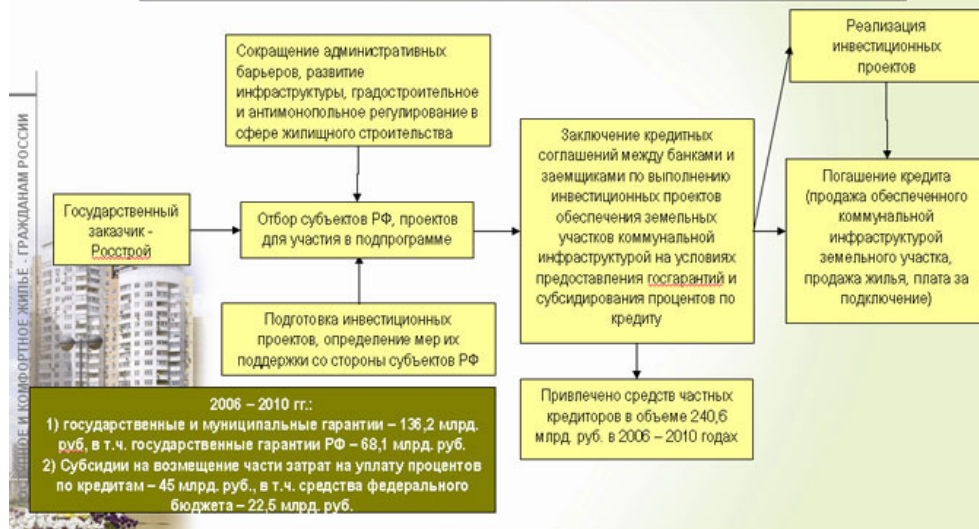 Сокращение административных
барьеров, развитие
инфраструктуры, градостроительное
и антимонопольное регулирование в
сфере жилищного строительства
Реализация
инвестиционных
проектов
Государственный
заказчик -
Росстрой
Отбор субъектов РФ, проектов
для участия в подпрограмме
Заключение кредитных
соглашений между банками и
заемщиками по выполнению
инвестиционных проектов
обеспечения земельных
участков коммунальной
инфраструктурой на условиях
предоставления госгарантий и
субсидирования процентов по
кредиту
Погашение кредита
(продажа обеспеченного
коммунальной
инфраструктурой
земельного участка,
продажа жилья, плата за
подключение)
Подготовка инвестиционных
проектов, определение мер их
поддержки со стороны субъектов РФ
Привлечено средств частных
кредиторов в объеме 240,6
млрд. руб. в 2006 – 2010 годах
2006 – 2010 гг.:
1) государственные и муниципальные гарантии – 136,2 млрд.
руб, в т.ч. государственные гарантии РФ – 68,1 млрд. руб.
2) Субсидии на возмещение части затрат на уплату процентов
по кредитам – 45 млрд. руб., в т.ч. средства федерального
бюджета – 22,5 млрд. руб.
И КОМФОРТНОЕ ЖИЛЬЕ - ГРАЖДАНАМ РОССИИ